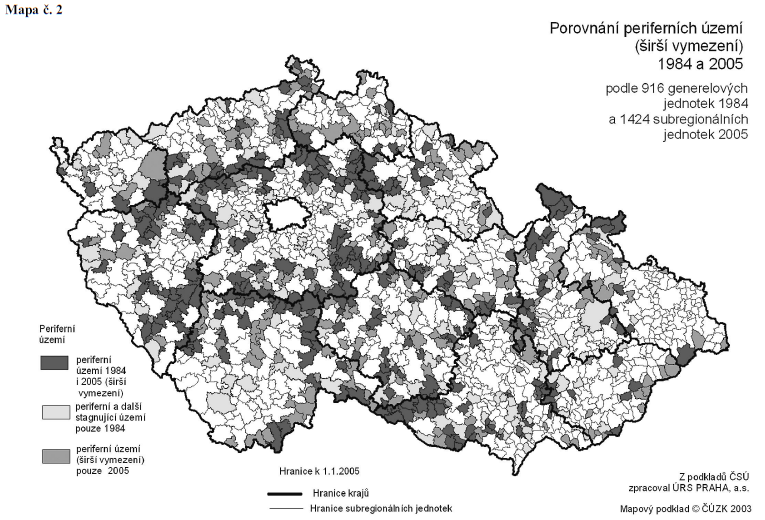 Mapa č. 2
Porovnání periferních území
(širší vymezení)
1984 a 2005
podle 916 generelových
jednotek 1984
a 1424 subregionálních
jednotek 2005
Periferní
území
periferní
území 1984
i 2005 (širší
vymezení)
periferní a další
stagnující území
pouze 1984
periferní území
(širší vymezení)
pouze 2005
Hranice k 1.1.2005
Hranice krajů
Hranice subregionálních jednotek
Z podkladů ČSÚ
zpracoval ÚRS PRAHA, a.s.
Mapový podklad © ČÚZK 2003